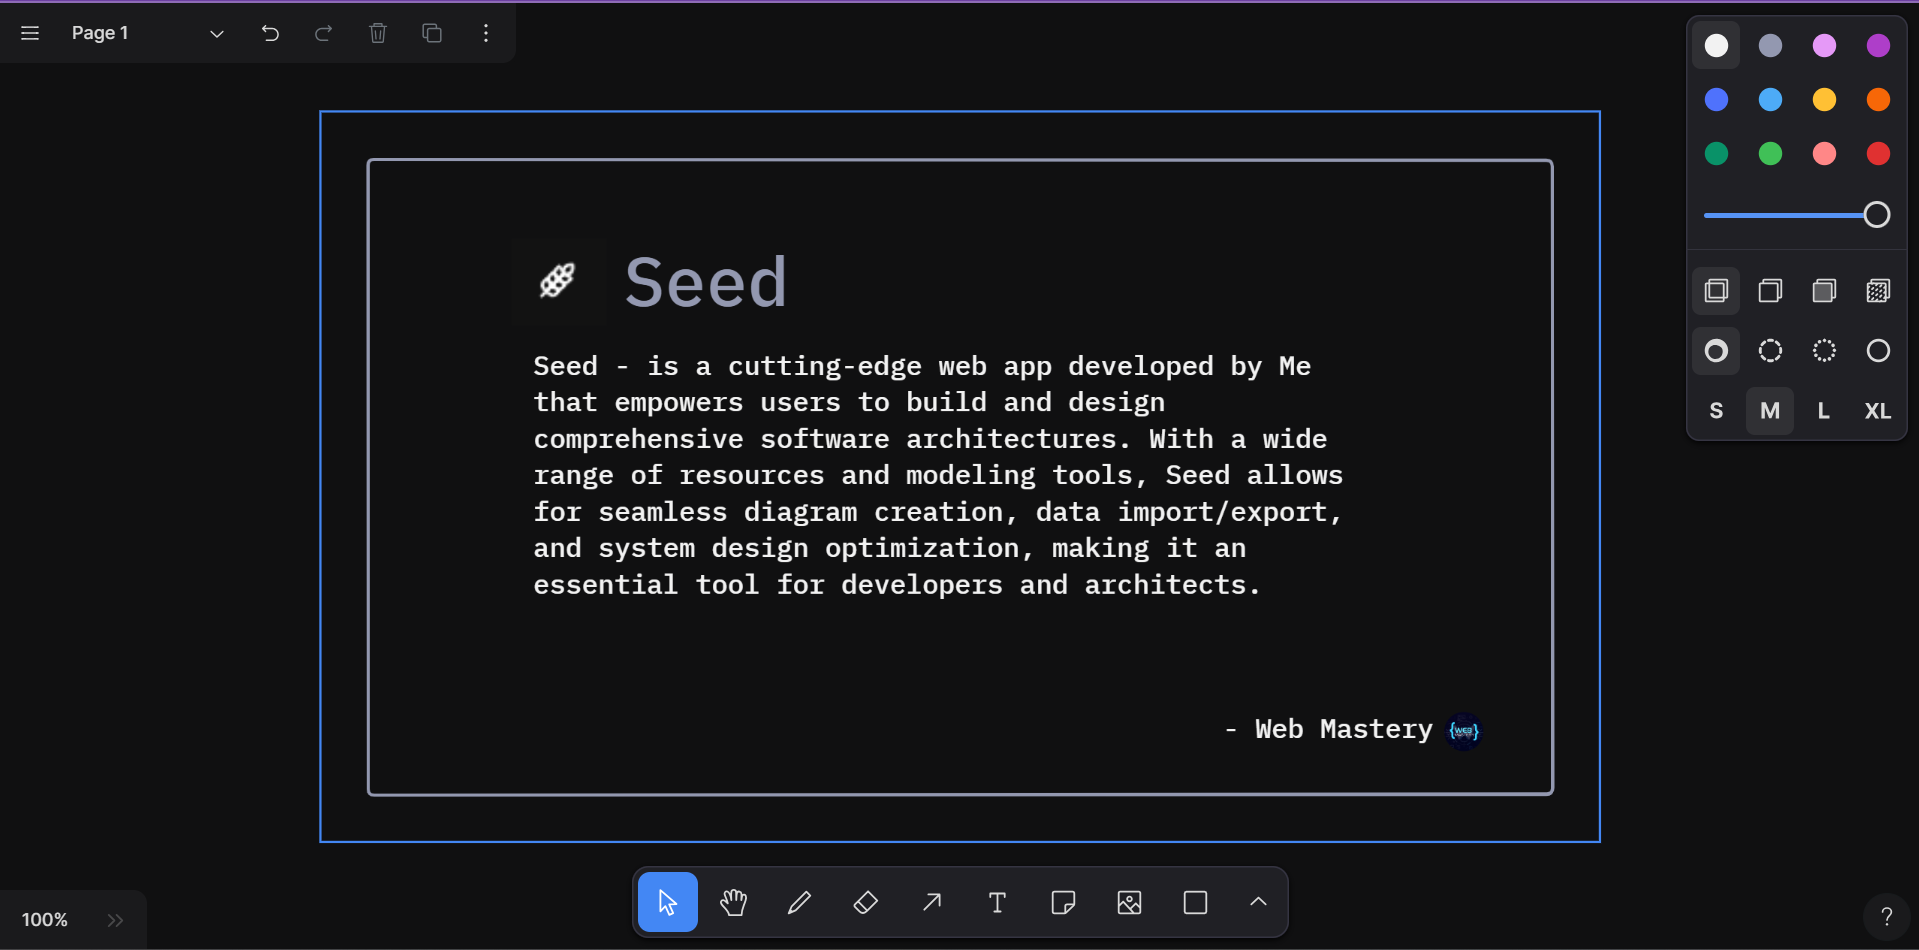 Page 1
Seed
Seed - is a cutting-edge web app developed by Me
that empowers users to build and design
comprehensive software architectures. With a wide
range of resources and modeling tools, Seed allows
for seamless diagram creation, data import/export,
and system design optimization, making it an
essential tool for developers and architects.
- Web Mastery
{WEB}
S M L XL
100%
?